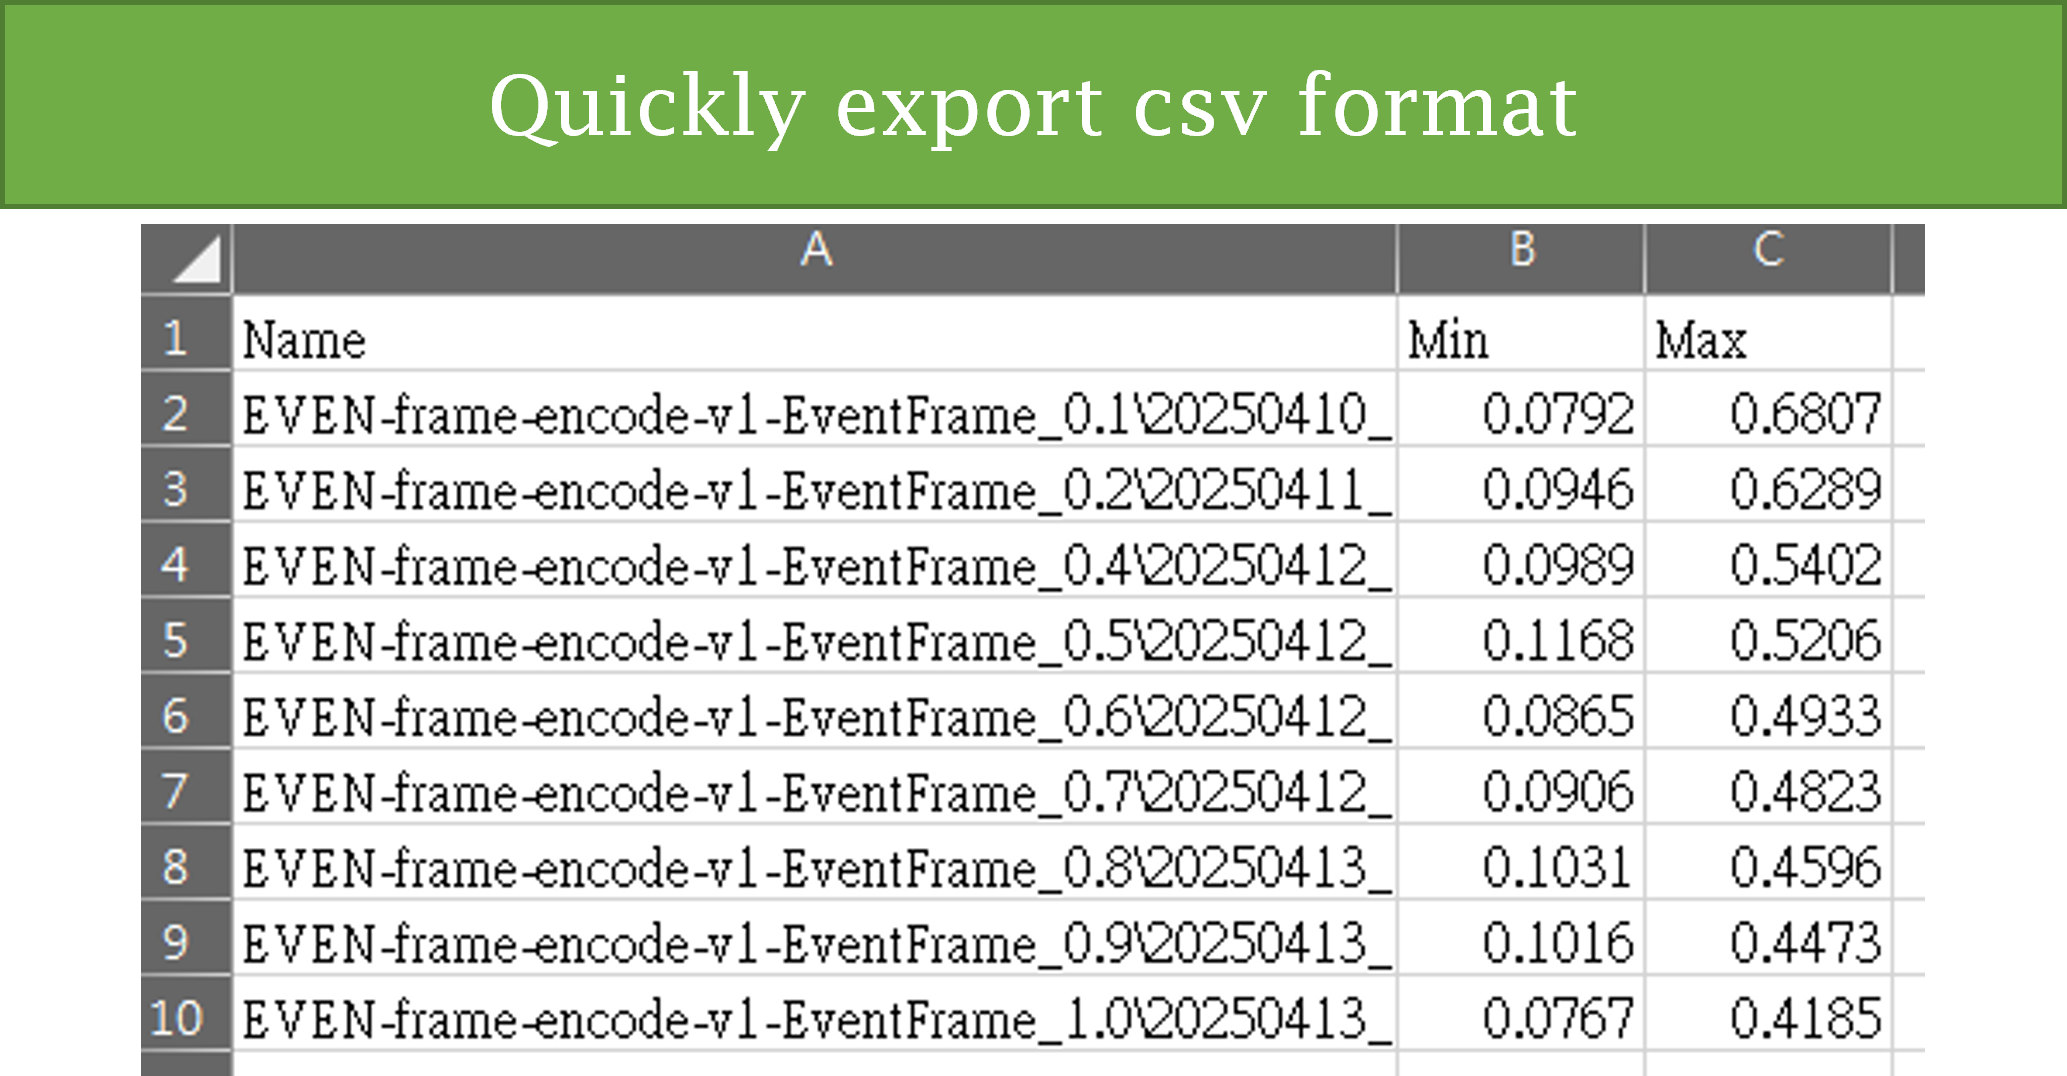 Quickly export csv format
A B C
1 Name Min Max
2 EVEN-frame-encode-v1-EventFrame_0.1\20250410_ 0.0792 0.6807
3 EVEN-frame-encode-v1-EventFrame_0.2\20250411_ 0.0946 0.6289
4 EVEN-frame-encode-v1-EventFrame_0.4\20250412_ 0.0989 0.5402
5 EVEN-frame-encode-v1-EventFrame_0.5\20250412_ 0.1168 0.5206
6 EVEN-frame-encode-v1-EventFrame_0.6\20250412_ 0.0865 0.4933
7 EVEN-frame-encode-v1-EventFrame_0.7\20250412_ 0.0906 0.4823
8 EVEN-frame-encode-v1-EventFrame_0.8\20250413_ 0.1031 0.4596
9 EVEN-frame-encode-v1-EventFrame_0.9\20250413_ 0.1016 0.4473
10 EVEN-frame-encode-v1-EventFrame_1.0\20250413_ 0.0767 0.4185